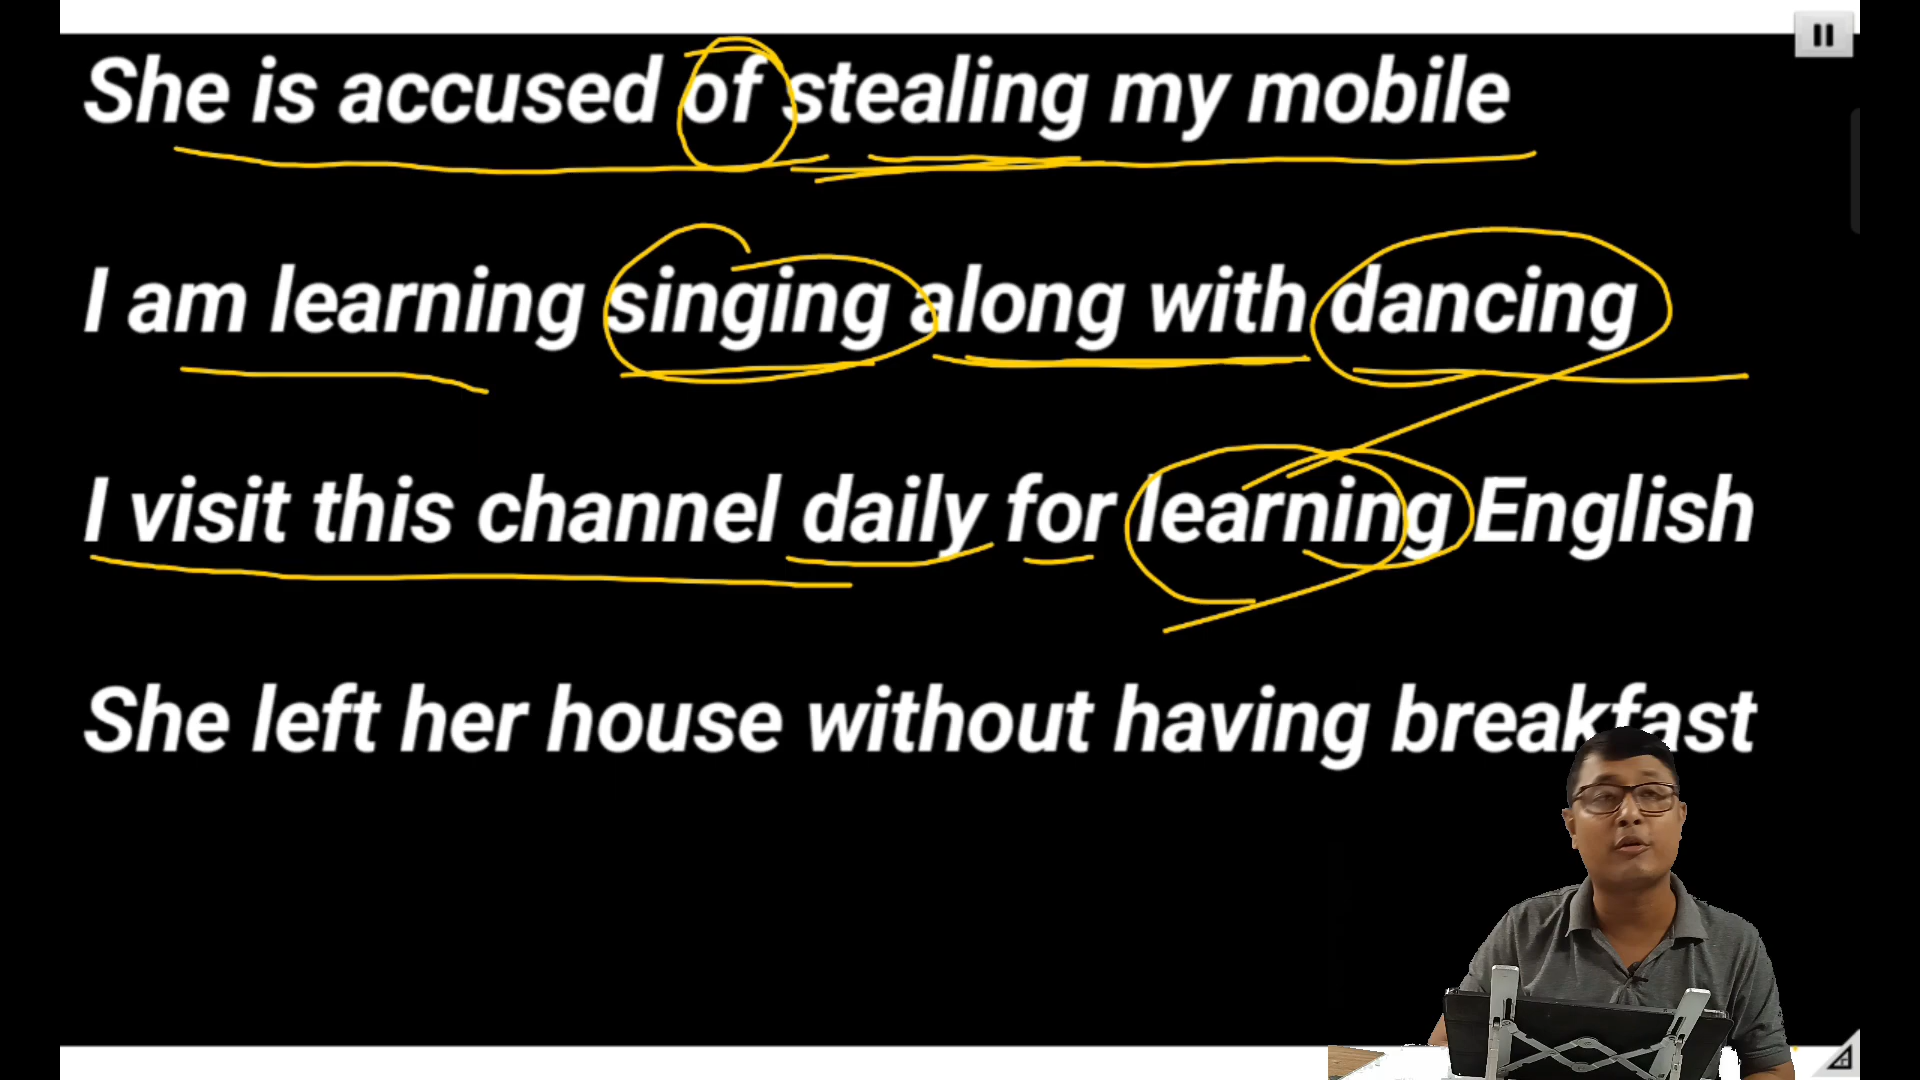 She is accused of stealing my mobile
I am learning singing along with dancing
I visit this channel daily for learning English
She left her house without having breakfast